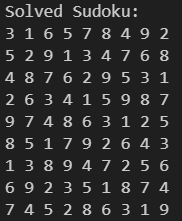 Solved Sudoku:
3 1 6 5 7 8 4 9 2
5 2 9 1 3 4 7 6 8
4 8 7 6 2 9 5 3 1
2 6 3 4 1 5 9 8 7
9 7 4 8 6 3 1 2 5
8 5 1 7 9 2 6 4 3
1 3 8 9 4 7 2 5 6
6 9 2 3 5 1 8 7 4
7 4 5 2 8 6 3 1 9